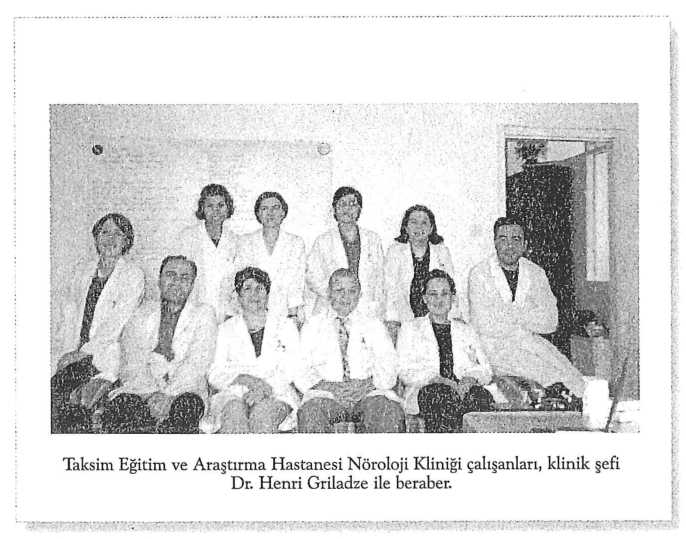 Taksim Eğitim ve Araştırma Hastanesi Nöroloji Kliniği çalışanları, klinik şefi
Dr. Henri Griladze ile beraber.